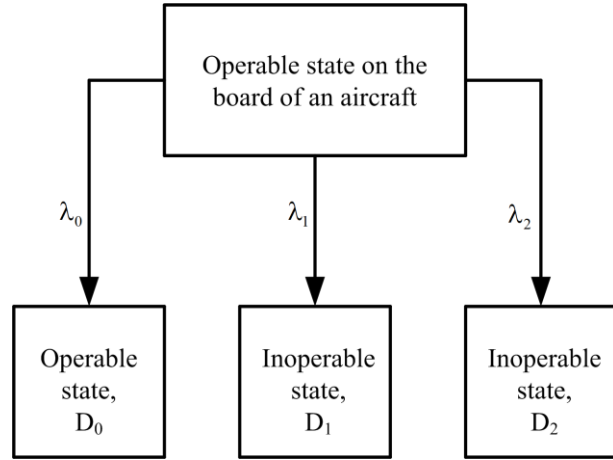 Operable state on the
board of an aircraft
λ₀
λ₁
λ₂
Operable
state,
D₀
Inoperable
state,
D₁
Inoperable
state,
D₂